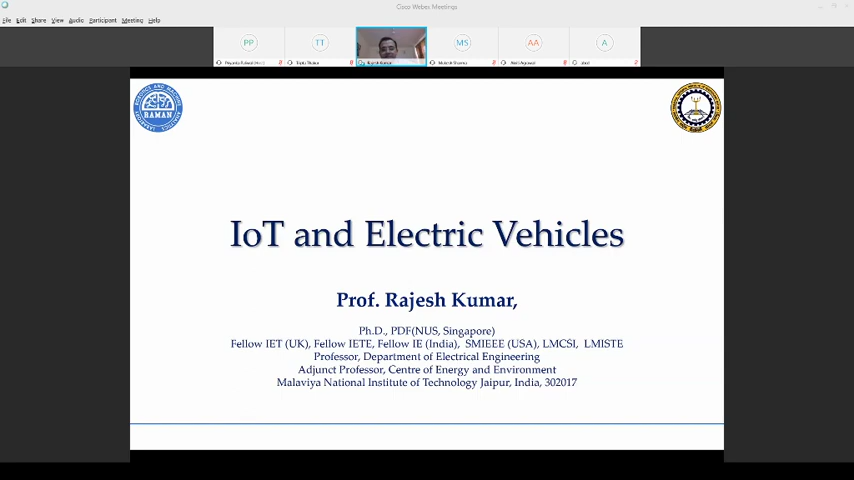 Cisco Webex Meetings
File Edit Share View Audio Participant Meeting Help
PP TT MS AA A
Rajesh Kumar
RAMAN
IoT and Electric Vehicles
Prof. Rajesh Kumar,
Ph.D., PDF(NUS, Singapore)
Fellow IET (UK), Fellow IETE, Fellow IE (India), SMIEEE (USA), LMCSI, LMISTE
Professor, Department of Electrical Engineering
Adjunct Professor, Centre of Energy and Environment
Malaviya National Institute of Technology Jaipur, India, 302017